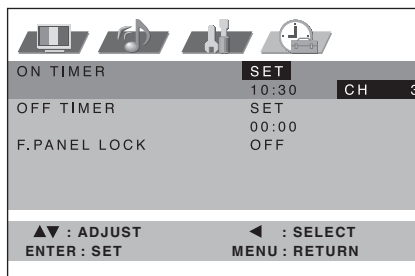 ON TIMER SET
10:30 CH 3
OFF TIMER SET
00:00
F.PANEL LOCK OFF
▲▼ : ADJUST ◀ : SELECT
ENTER : SET MENU : RETURN